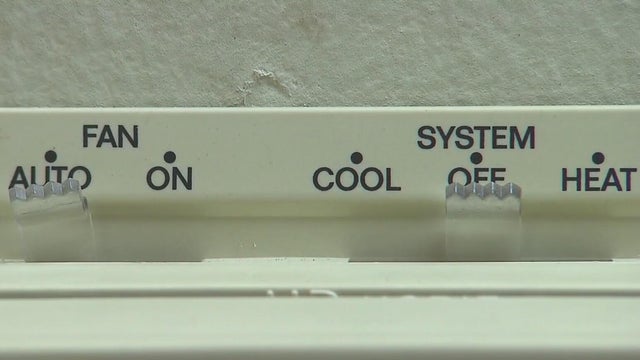 FAN
SYSTEM
AUTO ON COOL OFF HEAT